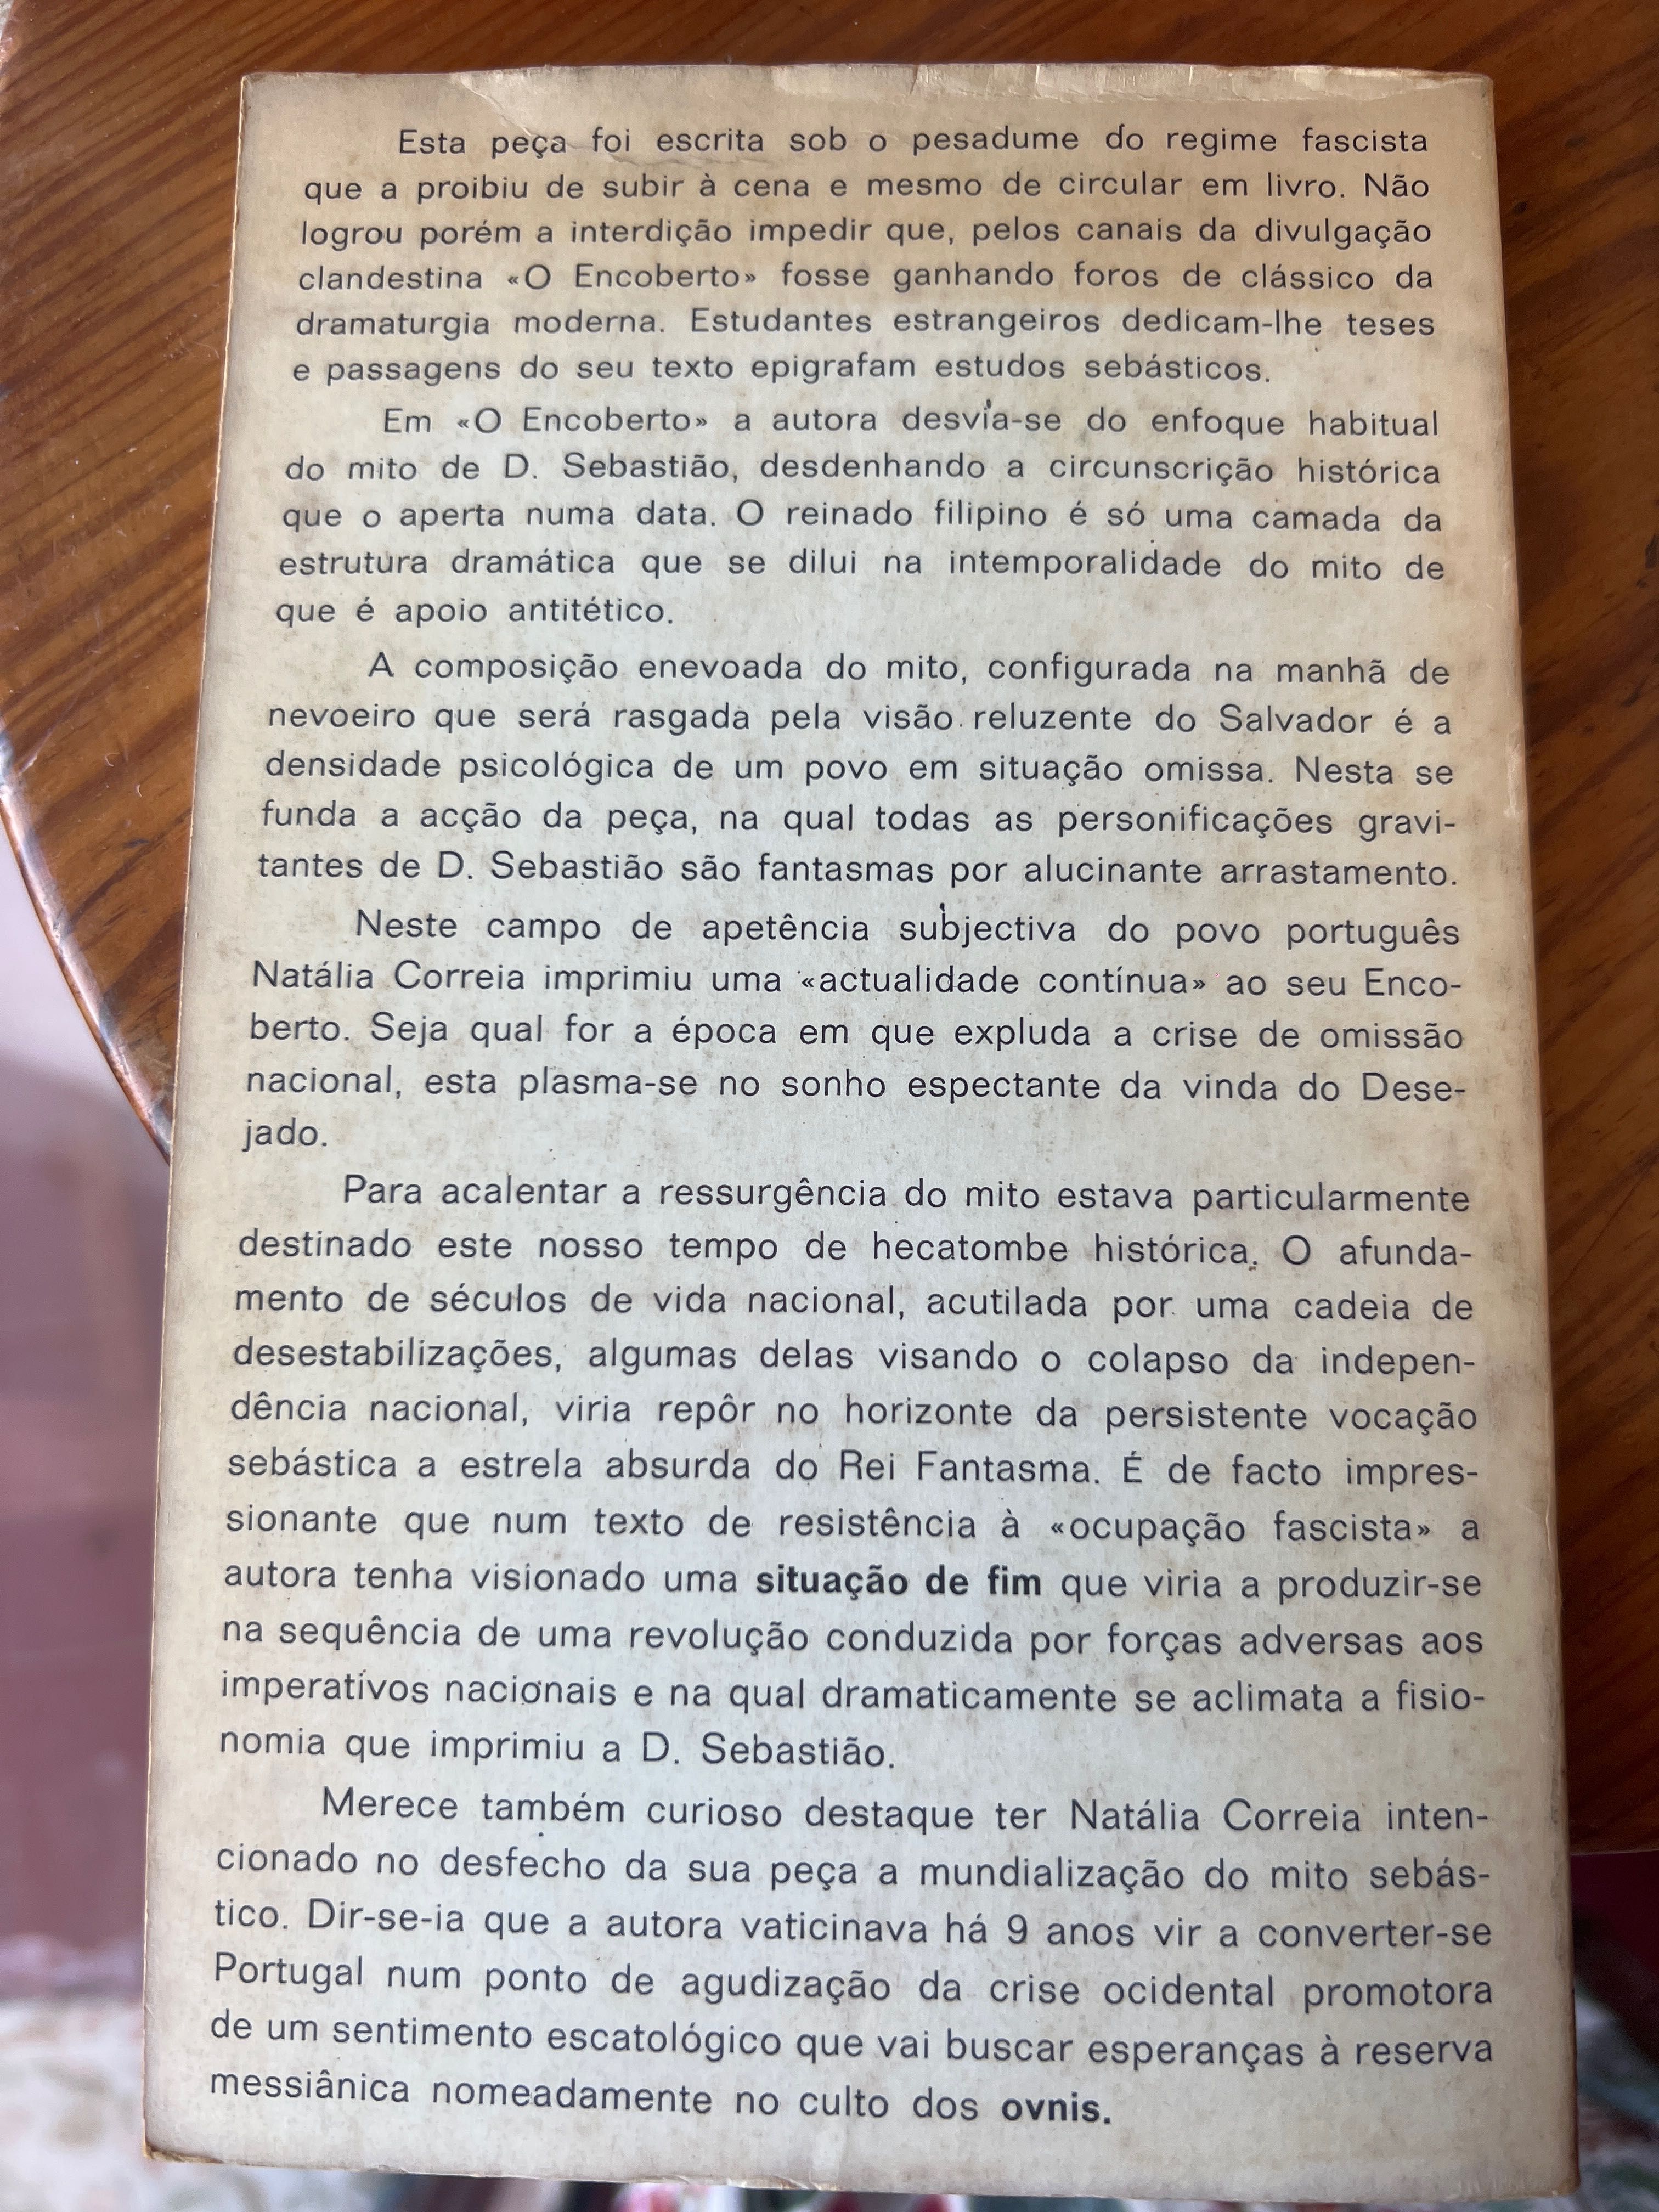 Esta peça foi escrita sob o pesadume do regime fascista
que a proibiu de subir à cena e mesmo de circular em livro. Não
logrou porém a interdição impedir que, pelos canais da divulgação
clandestina «O Encoberto» fosse ganhando foros de clássico da
dramaturgia moderna. Estudantes estrangeiros dedicam-lhe teses
e passagens do seu texto epigrafam estudos sebásticos.
Em «O Encoberto» a autora desvia-se do enfoque habitual
do mito de D. Sebastião, desdenhando a circunscrição histórica
que o aperta numa data. O reinado filipino é só uma camada da
estrutura dramática que se dilui na intemporalidade do mito de
que é apoio antitético.
A composição enevoada do mito, configurada na manhã de
nevoeiro que será rasgada pela visão reluzente do Salvador é a
densidade psicológica de um povo em situação omissa. Nesta se
funda a acção da peça, na qual todas as personificações gravi-
tantes de D. Sebastião são fantasmas por alucinante arrastamento.
Neste campo de apetência subjectiva do povo português
Natália Correia imprimiu uma «actualidade contínua» ao seu Enco-
berto. Seja qual for a época em que expluda a crise de omissão
nacional, esta plasma-se no sonho espectante da vinda do Dese-
jado.
Para acalentar a ressurgência do mito estava particularmente
destinado este nosso tempo de hecatombe histórica. O afunda-
mento de séculos de vida nacional, acutilada por uma cadeia de
desestabilizações, algumas delas visando o colapso da indepen-
dência nacional, viria repôr no horizonte da persistente vocação
sebástica a estrela absurda do Rei Fantasma. É de facto impres-
sionante que num texto de resistência à «ocupação fascista» a
autora tenha visionado uma situação de fim que viria a produzir-se
na sequência de uma revolução conduzida por forças adversas aos
imperativos nacionais e na qual dramaticamente se aclimata a fisio-
nomia que imprimiu a D. Sebastião.
Merece também curioso destaque ter Natália Correia inten-
cionado no desfecho da sua peça a mundialização do mito sebás-
tico. Dir-se-ia que a autora vaticinava há 9 anos vir a converter-se
Portugal num ponto de agudização da crise ocidental promotora
de um sentimento escatológico que vai buscar esperanças à reserva
messiânica nomeadamente no culto dos ovnis.